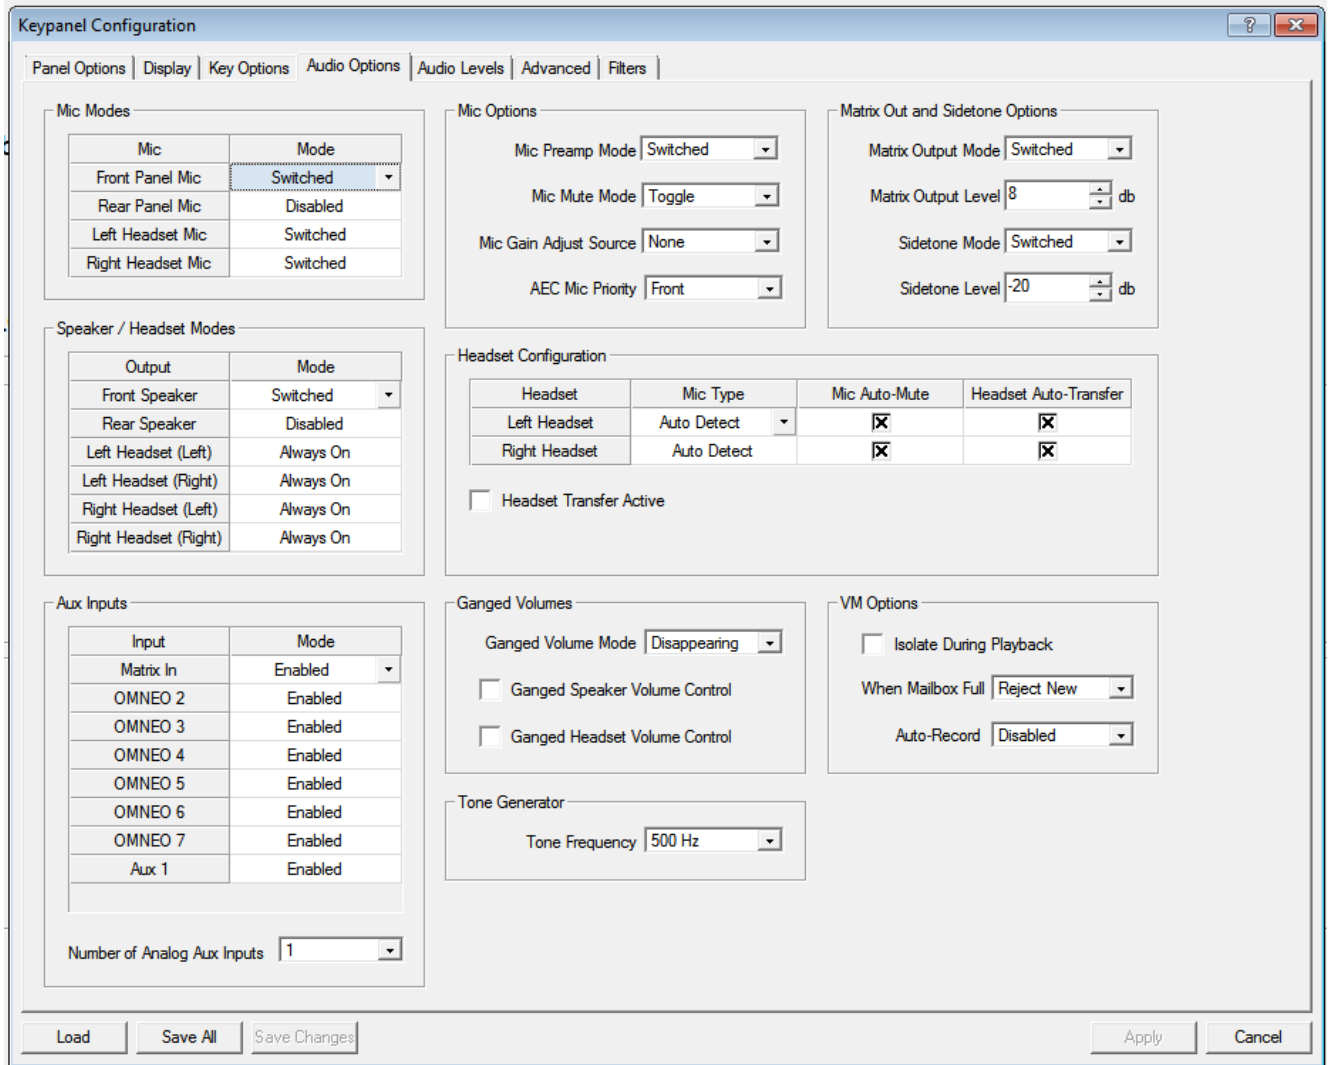 Keypanel Configuration
Panel Options Display Key Options Audio Options Audio Levels Advanced Filters
Mic Modes
Mic Mode
Front Panel Mic Switched
Rear Panel Mic Disabled
Left Headset Mic Switched
Right Headset Mic Switched
Mic Options
Mic Preamp Mode Switched
Mic Mute Mode Toggle
Mic Gain Adjust Source None
AEC Mic Priority Front
Matrix Out and Sidetone Options
Matrix Output Mode Switched
Matrix Output Level 8 db
Sidetone Mode Switched
Sidetone Level -20 db
Speaker / Headset Modes
Output Mode
Front Speaker Switched
Rear Speaker Disabled
Left Headset (Left) Always On
Left Headset (Right) Always On
Right Headset (Left) Always On
Right Headset (Right) Always On
Headset Configuration
Headset Mic Type Mic Auto-Mute Headset Auto-Transfer
Left Headset Auto Detect
Right Headset Auto Detect
Headset Transfer Active
Aux Inputs
Input Mode
Matrix In Enabled
OMNEO 2 Enabled
OMNEO 3 Enabled
OMNEO 4 Enabled
OMNEO 5 Enabled
OMNEO 6 Enabled
OMNEO 7 Enabled
Aux 1 Enabled
Number of Analog Aux Inputs 1
Ganged Volumes
Ganged Volume Mode Disappearing
Ganged Speaker Volume Control
Ganged Headset Volume Control
VM Options
Isolate During Playback
When Mailbox Full Reject New
Auto-Record Disabled
Tone Generator
Tone Frequency 500 Hz
Load Save All Save Changes Apply Cancel